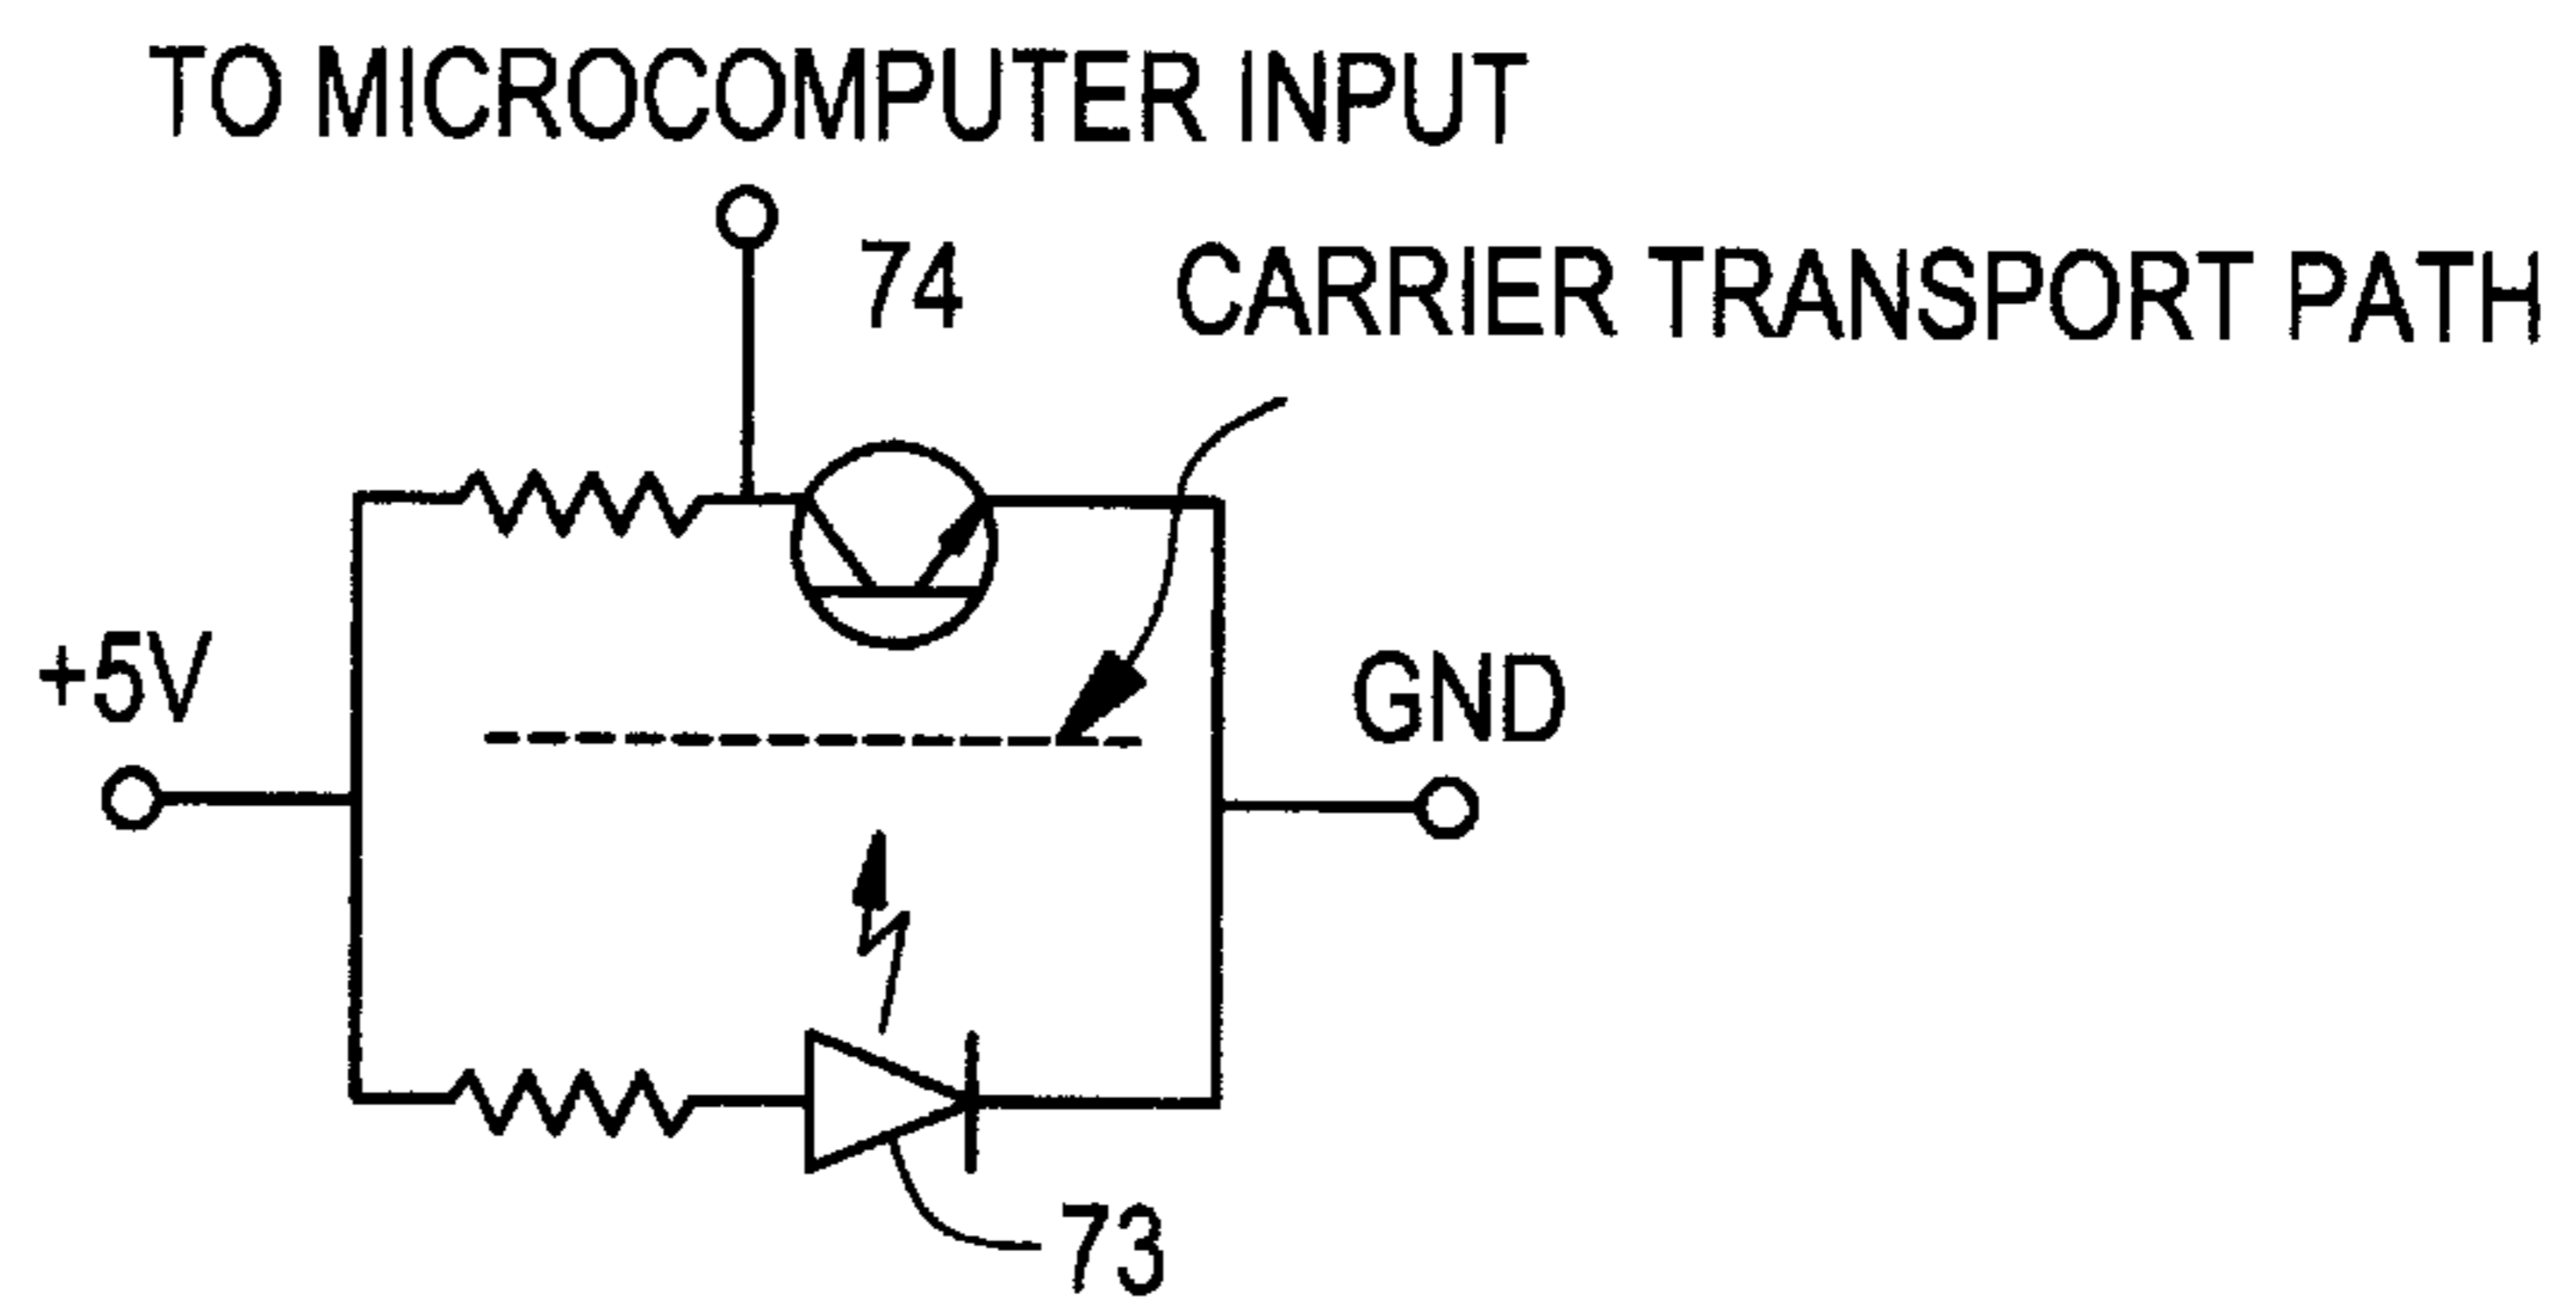 TO MICROCOMPUTER INPUT
74
CARRIER TRANSPORT PATH
+5V
GND
73